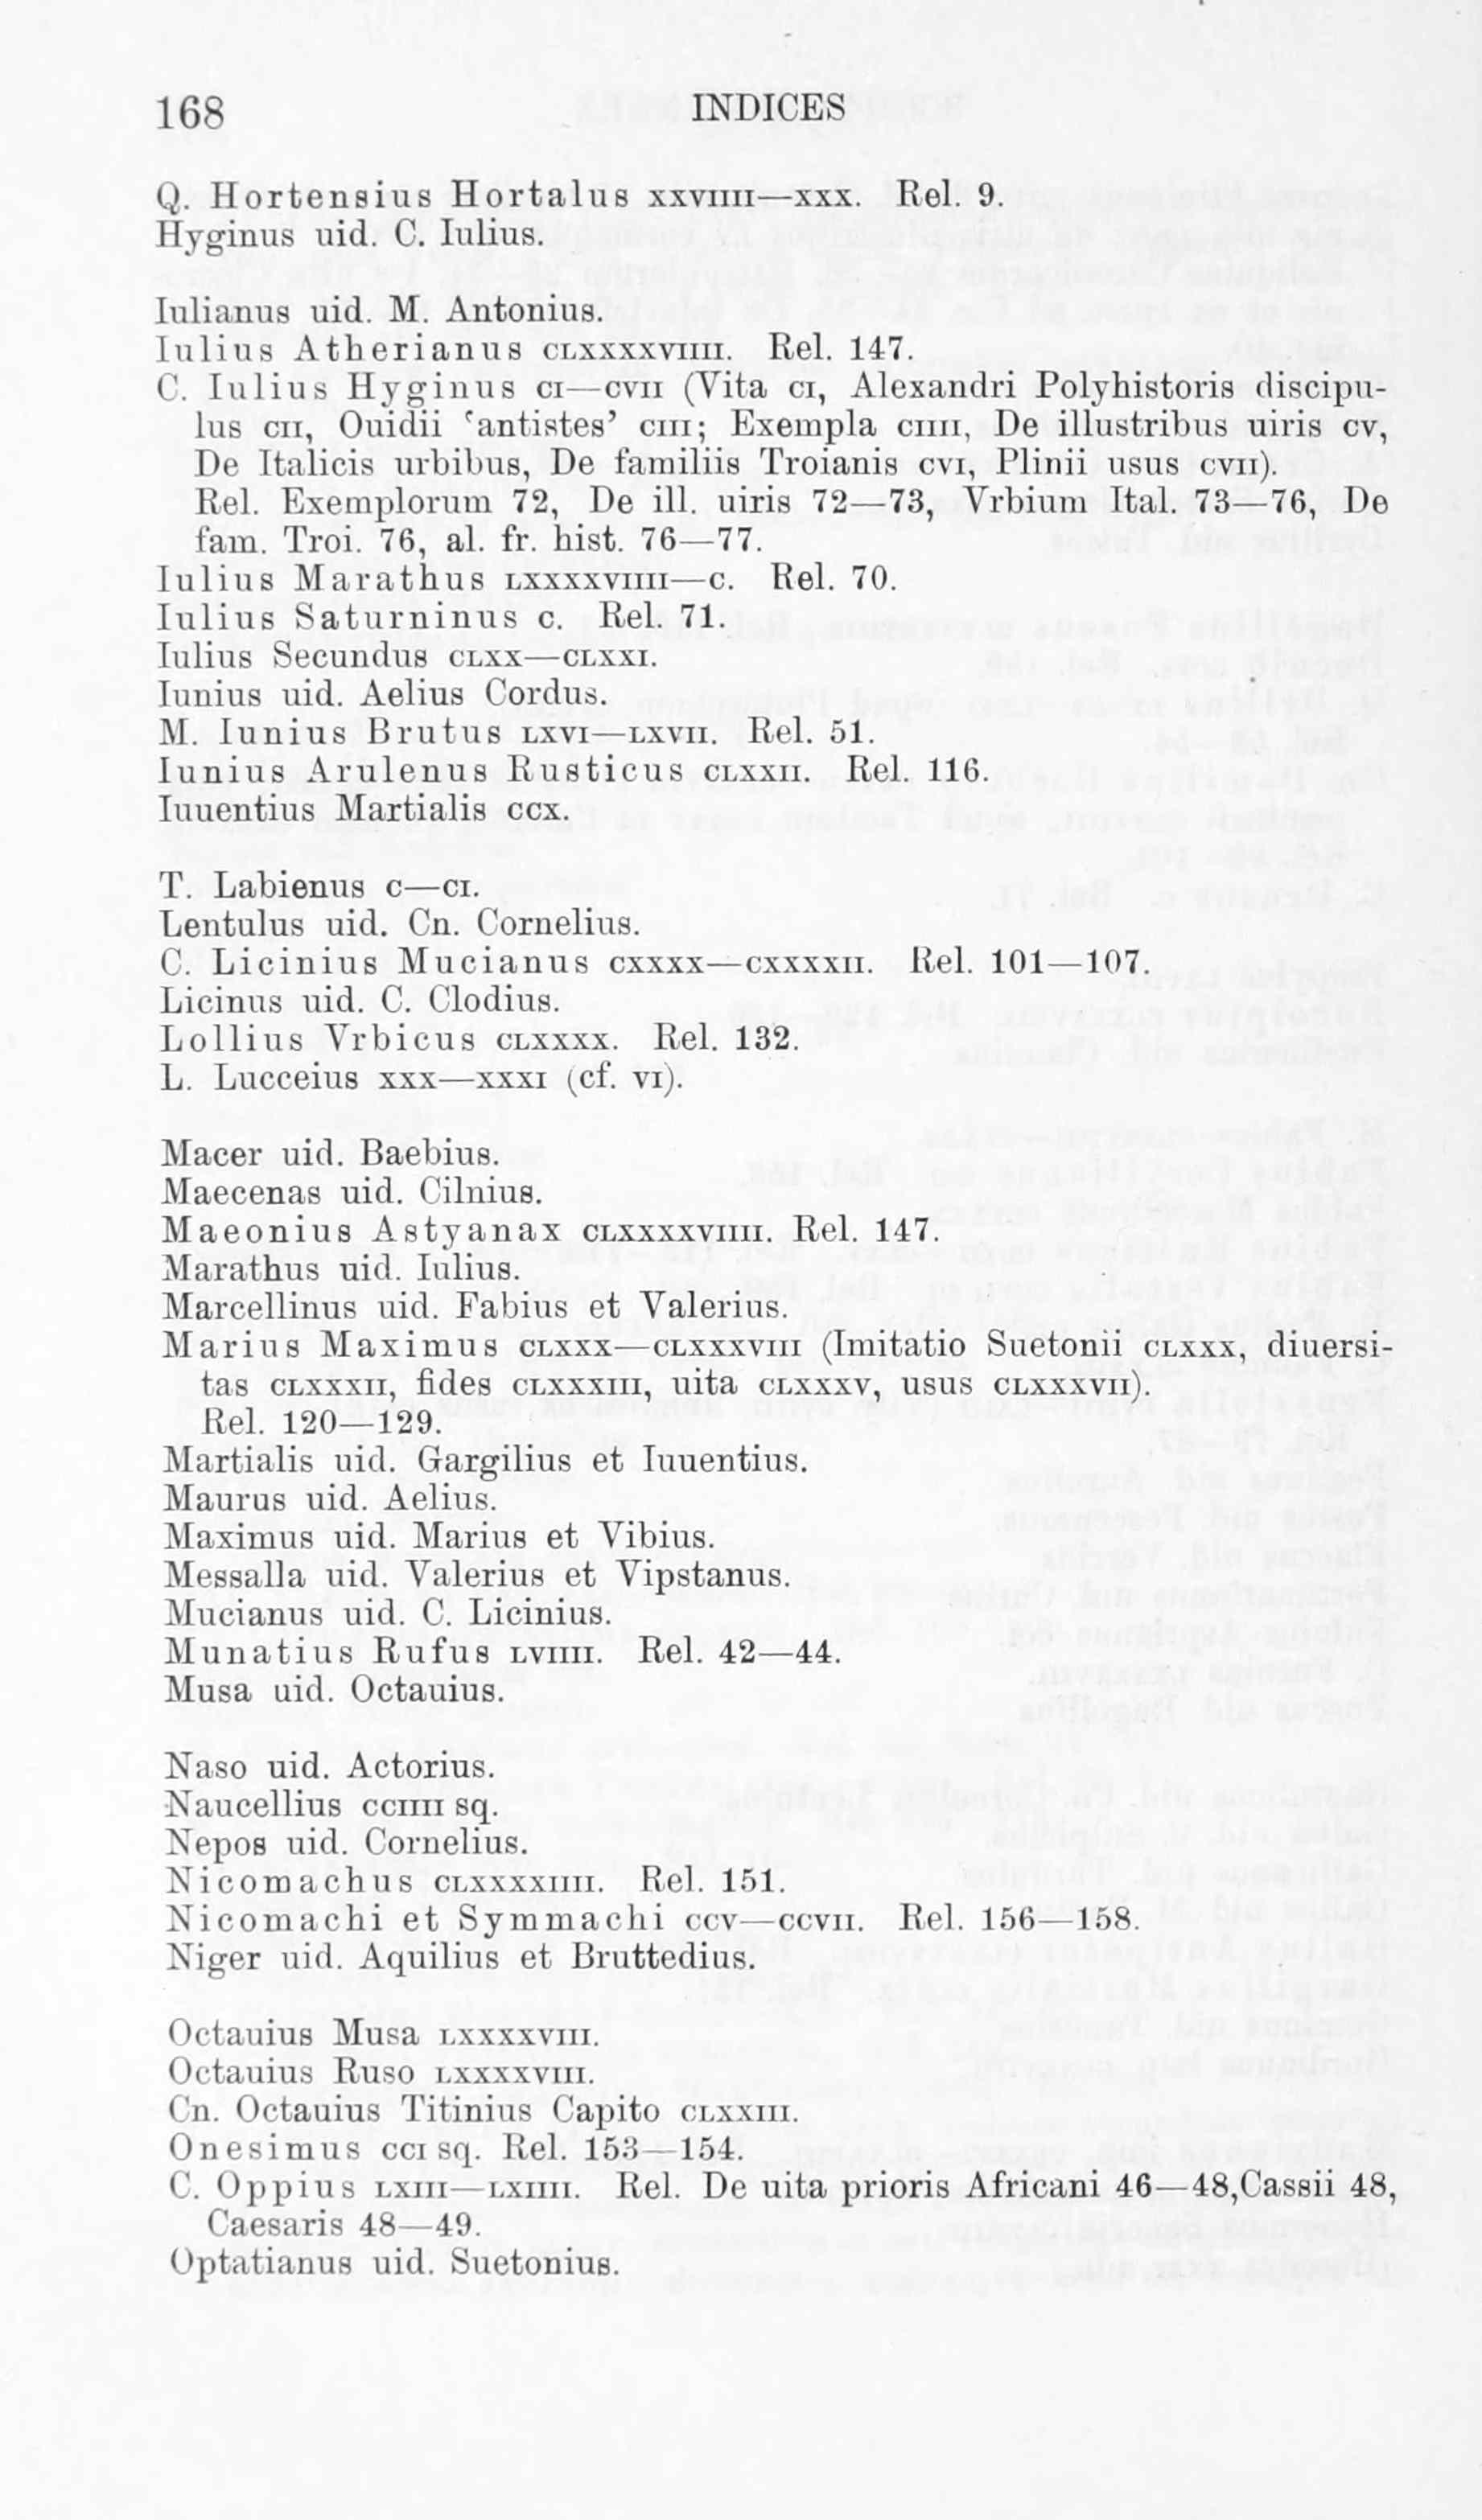 168 INDICES
Q. Hortensius Hortalus xxviiii—xxx. Rel. 9.
Hyginus uid. C. Iulius.
Iulianus uid. M. Antonius.
Iulius Atherianus clxxxxviiii. Rel. 147.
C. Iulius Hyginus ci—cvii (Vita ci, Alexandri Polyhistoris discipu-
lus cii, Ouidii ‘antistes’ ciii; Exempla ciiii, De illustribus uiris cv,
De Italicis urbibus, De familiis Troianis cvi, Plinii usus cvii).
Rel. Exemplorum 72, De ill. uiris 72—73, Vrbium Ital. 73—76, De
fam. Troi. 76, al. fr. hist. 76—77.
Iulius Marathus lxxxxviiii—c. Rel. 70.
Iulius Saturninus c. Rel. 71.
Iulius Secundus clxx—clxxi.
Iunius uid. Aelius Cordus.
M. Iunius Brutus lxvi—lxvii. Rel. 51.
Iunius Arulenus Rusticus clxxii. Rel. 116.
Iuuentius Martialis ccx.
T. Labienus c—ci.
Lentulus uid. Cn. Cornelius.
C. Licinius Mucianus cxxxx—cxxxxii. Rel. 101—107.
Licinus uid. C. Clodius.
Lollius Vrbicus clxxxx. Rel. 132.
L. Lucceius xxx—xxxi (cf. vi).
Macer uid. Baebius.
Maecenas uid. Cilnius.
Maeonius Astyanax clxxxxviiii. Rel. 147.
Marathus uid. Iulius.
Marcellinus uid. Fabius et Valerius.
Marius Maximus clxxx—clxxxviii (Imitatio Suetonii clxxx, diuersi-
tas clxxxii, fides clxxxiii, uita clxxxv, usus clxxxvii).
Rel. 120—129.
Martialis uid. Gargilius et Iuuentius.
Maurus uid. Aelius.
Maximus uid. Marius et Vibius.
Messalla uid. Valerius et Vipstanus.
Mucianus uid. C. Licinius.
Munatius Rufus lviiii. Rel. 42—44.
Musa uid. Octauius.
Naso uid. Actorius.
Naucellius cciiii sq.
Nepos uid. Cornelius.
Nicomachus clxxxxiiii. Rel. 151.
Nicomachi et Symmachi ccv—ccvii. Rel. 156—158.
Niger uid. Aquilius et Bruttedius.
Octauius Musa lxxxxviii.
Octauius Ruso lxxxxviii.
Cn. Octauius Titinius Capito clxxiii.
Onesimus cci sq. Rel. 153—154.
C. Oppius lxiii—lxiiii. Rel. De uita prioris Africani 46—48,Cassii 48,
Caesaris 48—49.
Optatianus uid. Suetonius.